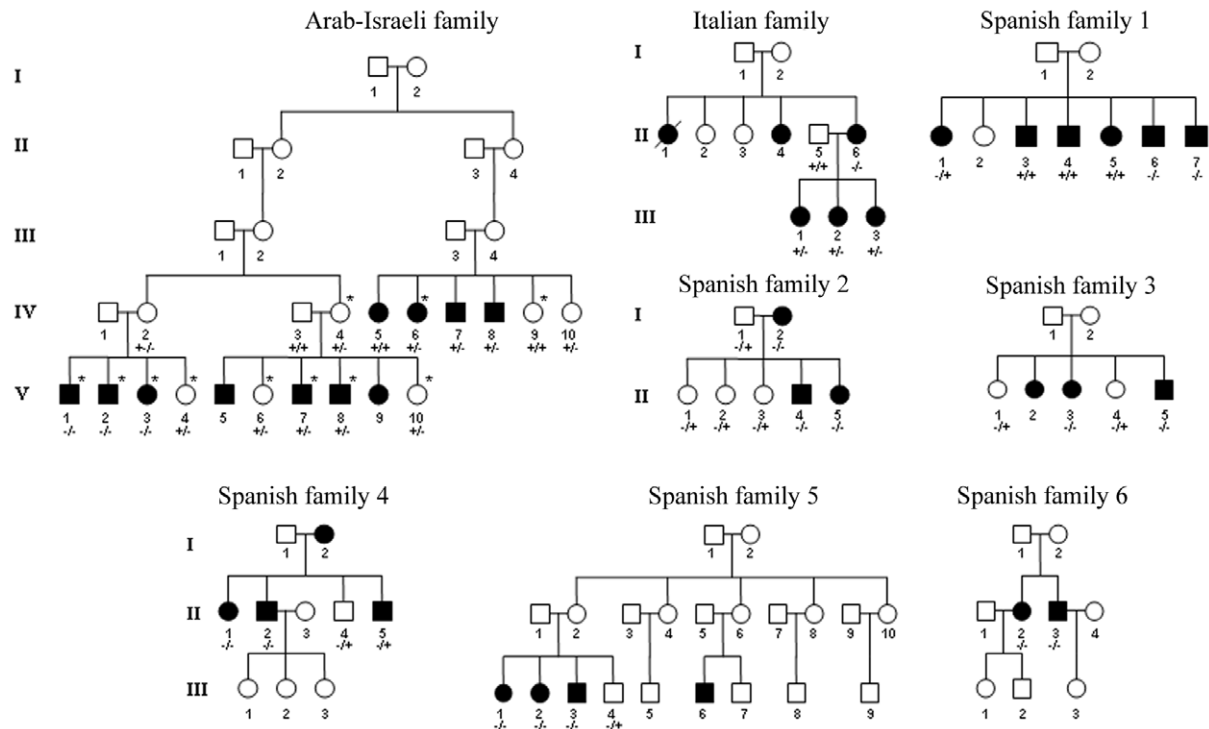 Arab-Israeli family
I
1 2
II
1 2 3 4
III
1 2 3 4
IV
* * *
1 2 3 4 5 6 7 8 9 10
+-/- +/+ +/- +/+ +/- +/- +/- +/+ +/-
V
* * * * * * * *
1 2 3 4 5 6 7 8 9 10
-/- -/- -/- +/- +/- +/- +/- +/-
Italian family
I
1 2
II
1 2 3 4 5 6
+/+ -/-
III
1 2 3
+/- +/- +/-
Spanish family 1
1 2
1 2 3 4 5 6 7
-/+ +/+ +/+ +/+ -/- -/-
Spanish family 2
I
1 2
-/+ -/-
II
1 2 3 4 5
-/+ -/+ -/+ -/- -/-
Spanish family 3
1 2
1 2 3 4 5
-/+ -/- -/+ -/-
Spanish family 4
I
1 2
II
1 2 3 4 5
-/- -/- -/+ -/+
III
1 2 3
Spanish family 5
1 2
1 2 3 4 5 6 7 8 9 10
1 2 3 4 5 6 7 8 9
-/- -/- -/- -/+
Spanish family 6
1 2
1 2 3 4
-/- -/-
1 2 3